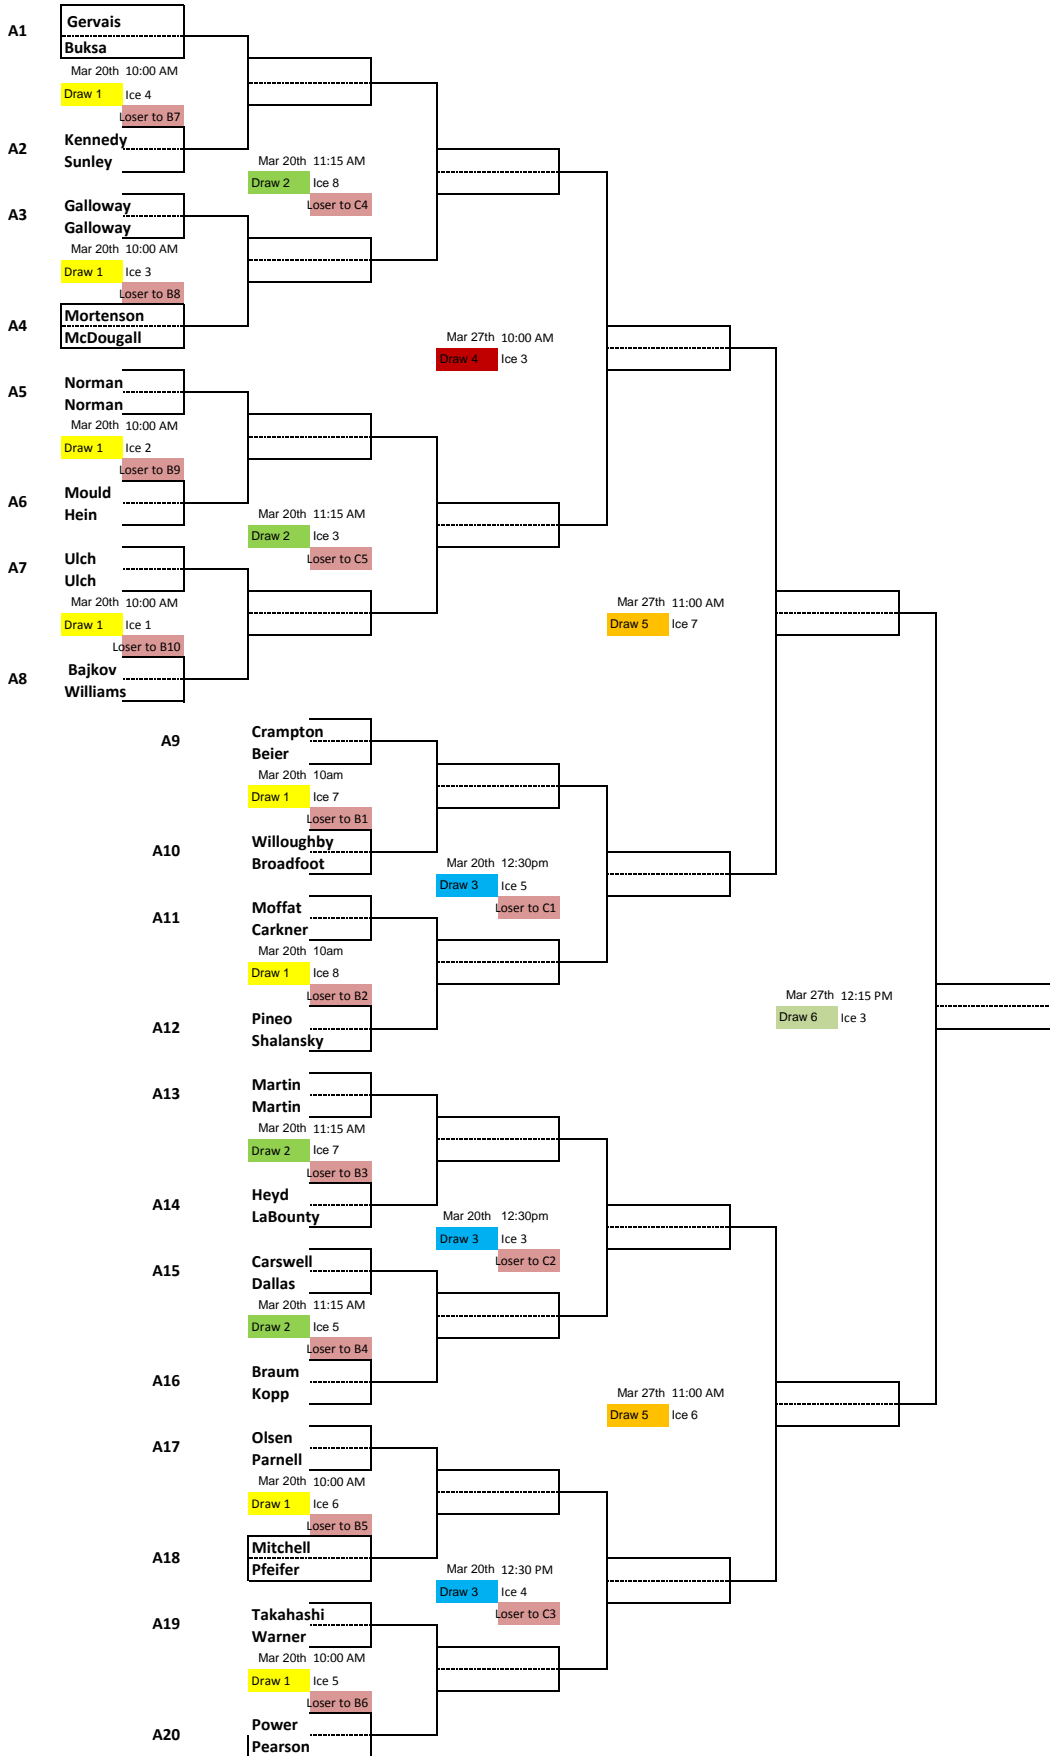 A1
Gervais
Buksa
Mar 20th 10:00 AM
Draw 1 Ice 4
Loser to B7
A2
Kennedy
Sunley
Mar 20th 11:15 AM
Draw 2 Ice 8
Loser to C4
A3
Galloway
Galloway
Mar 20th 10:00 AM
Draw 1 Ice 3
Loser to B8
A4
Mortenson
McDougall
Mar 27th 10:00 AM
Draw 4 Ice 3
A5
Norman
Norman
Mar 20th 10:00 AM
Draw 1 Ice 2
Loser to B9
A6
Mould
Hein
Mar 20th 11:15 AM
Draw 2 Ice 3
Loser to C5
A7
Ulch
Ulch
Mar 20th 10:00 AM
Draw 1 Ice 1
Loser to B10
Mar 27th 11:00 AM
Draw 5 Ice 7
A8
Bajkov
Williams
A9
Crampton
Beier
Mar 20th 10am
Draw 1 Ice 7
Loser to B1
A10
Willoughby
Broadfoot
Mar 20th 12:30pm
Draw 3 Ice 5
Loser to C1
A11
Moffat
Carkner
Mar 20th 10am
Draw 1 Ice 8
Loser to B2
Mar 27th 12:15 PM
Draw 6 Ice 3
A12
Pineo
Shalansky
A13
Martin
Martin
Mar 20th 11:15 AM
Draw 2 Ice 7
Loser to B3
A14
Heyd
LaBounty
Mar 20th 12:30pm
Draw 3 Ice 3
Loser to C2
A15
Carswell
Dallas
Mar 20th 11:15 AM
Draw 2 Ice 5
Loser to B4
A16
Braum
Kopp
Mar 27th 11:00 AM
Draw 5 Ice 6
A17
Olsen
Parnell
Mar 20th 10:00 AM
Draw 1 Ice 6
Loser to B5
A18
Mitchell
Pfeifer
Mar 20th 12:30 PM
Draw 3 Ice 4
Loser to C3
A19
Takahashi
Warner
Mar 20th 10:00 AM
Draw 1 Ice 5
Loser to B6
A20
Power
Pearson